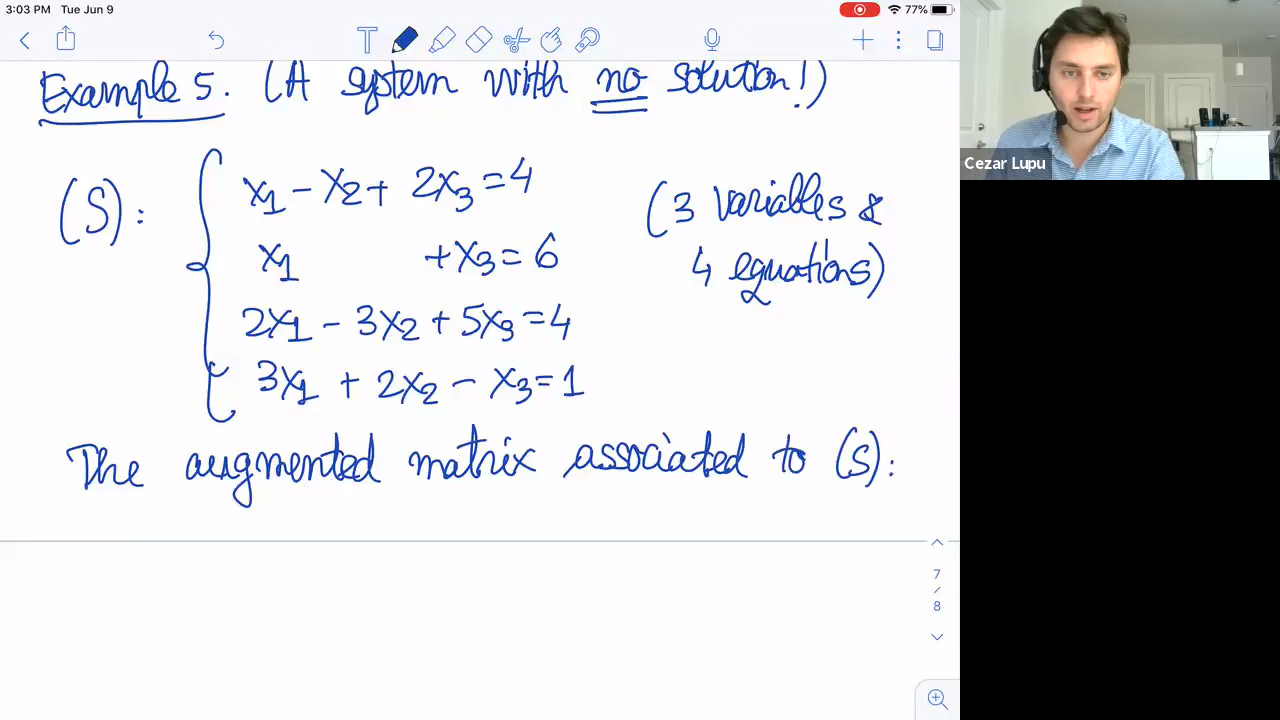 3:03 PM Tue Jun 9
77%
Example 5. (A system with no solution!)
(S): x₁ - x₂ + 2x₃ = 4
x₁ + x₃ = 6
2x₁ - 3x₂ + 5x₃ = 4
3x₁ + 2x₂ - x₃ = 1
(3 variables &
4 equations)
The augmented matrix associated to (S):
7
/
8
Cezar Lupu